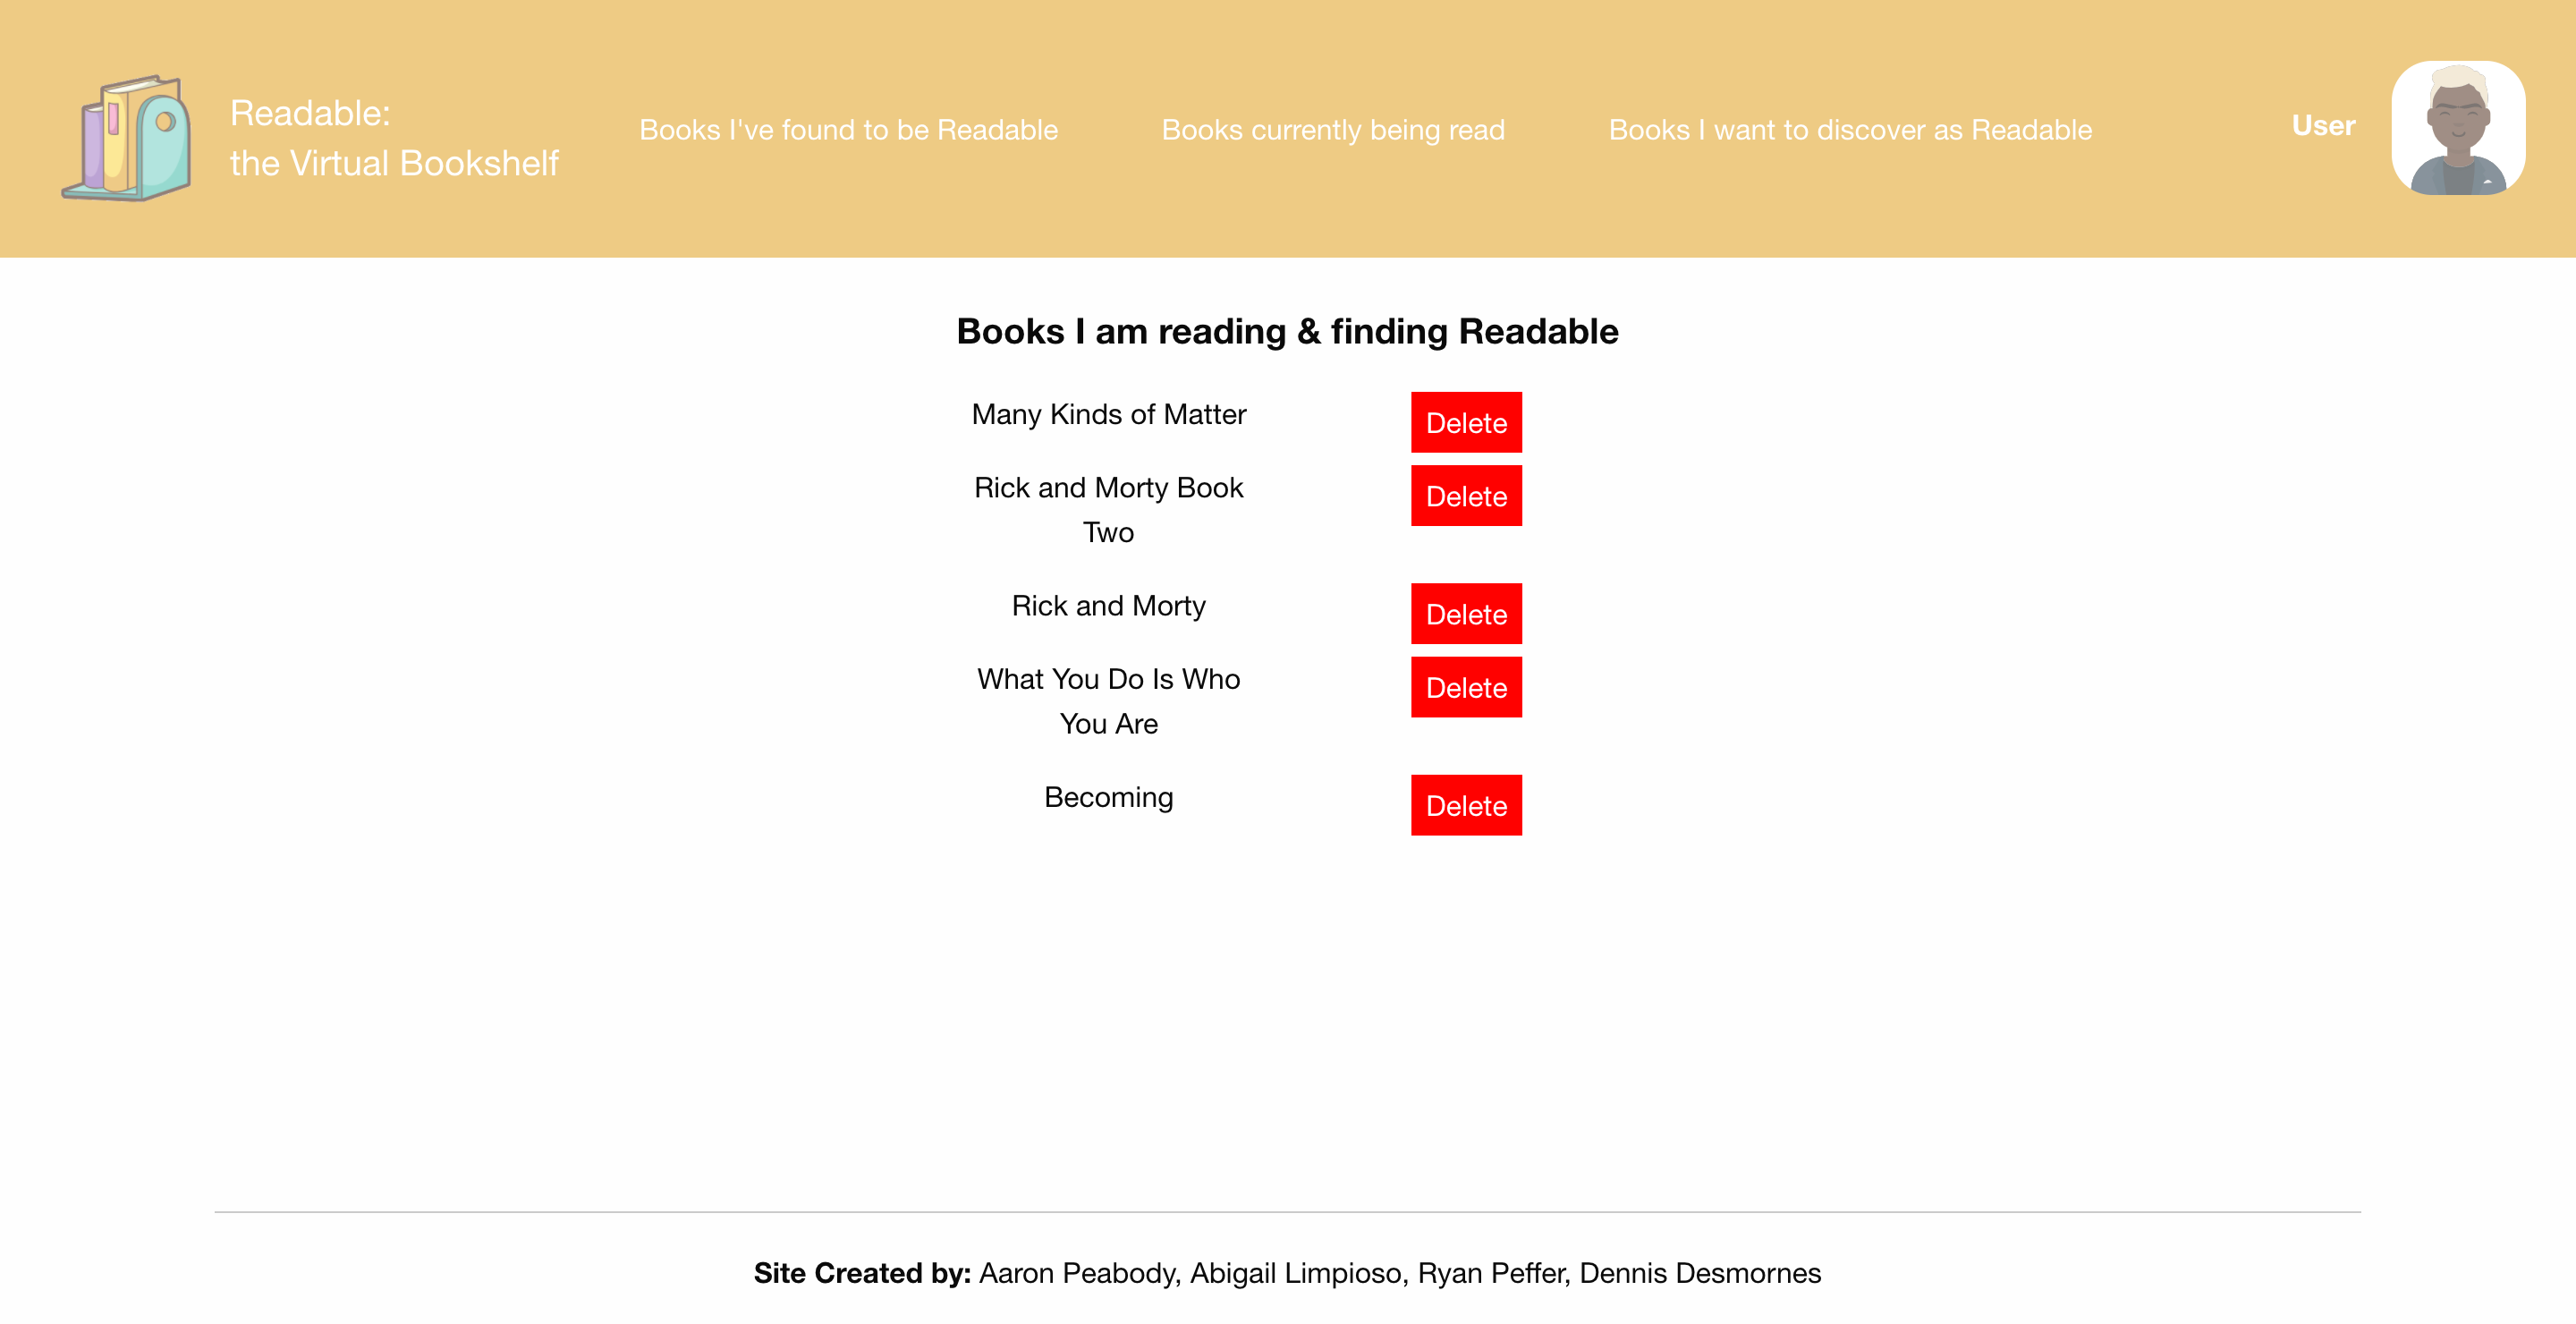 Readable:
the Virtual Bookshelf
Books I've found to be Readable
Books currently being read
Books I want to discover as Readable
User
Books I am reading & finding Readable
Many Kinds of Matter
Delete
Rick and Morty Book
Two
Delete
Rick and Morty
Delete
What You Do Is Who
You Are
Delete
Becoming
Delete
Site Created by: Aaron Peabody, Abigail Limpioso, Ryan Peffer, Dennis Desmornes